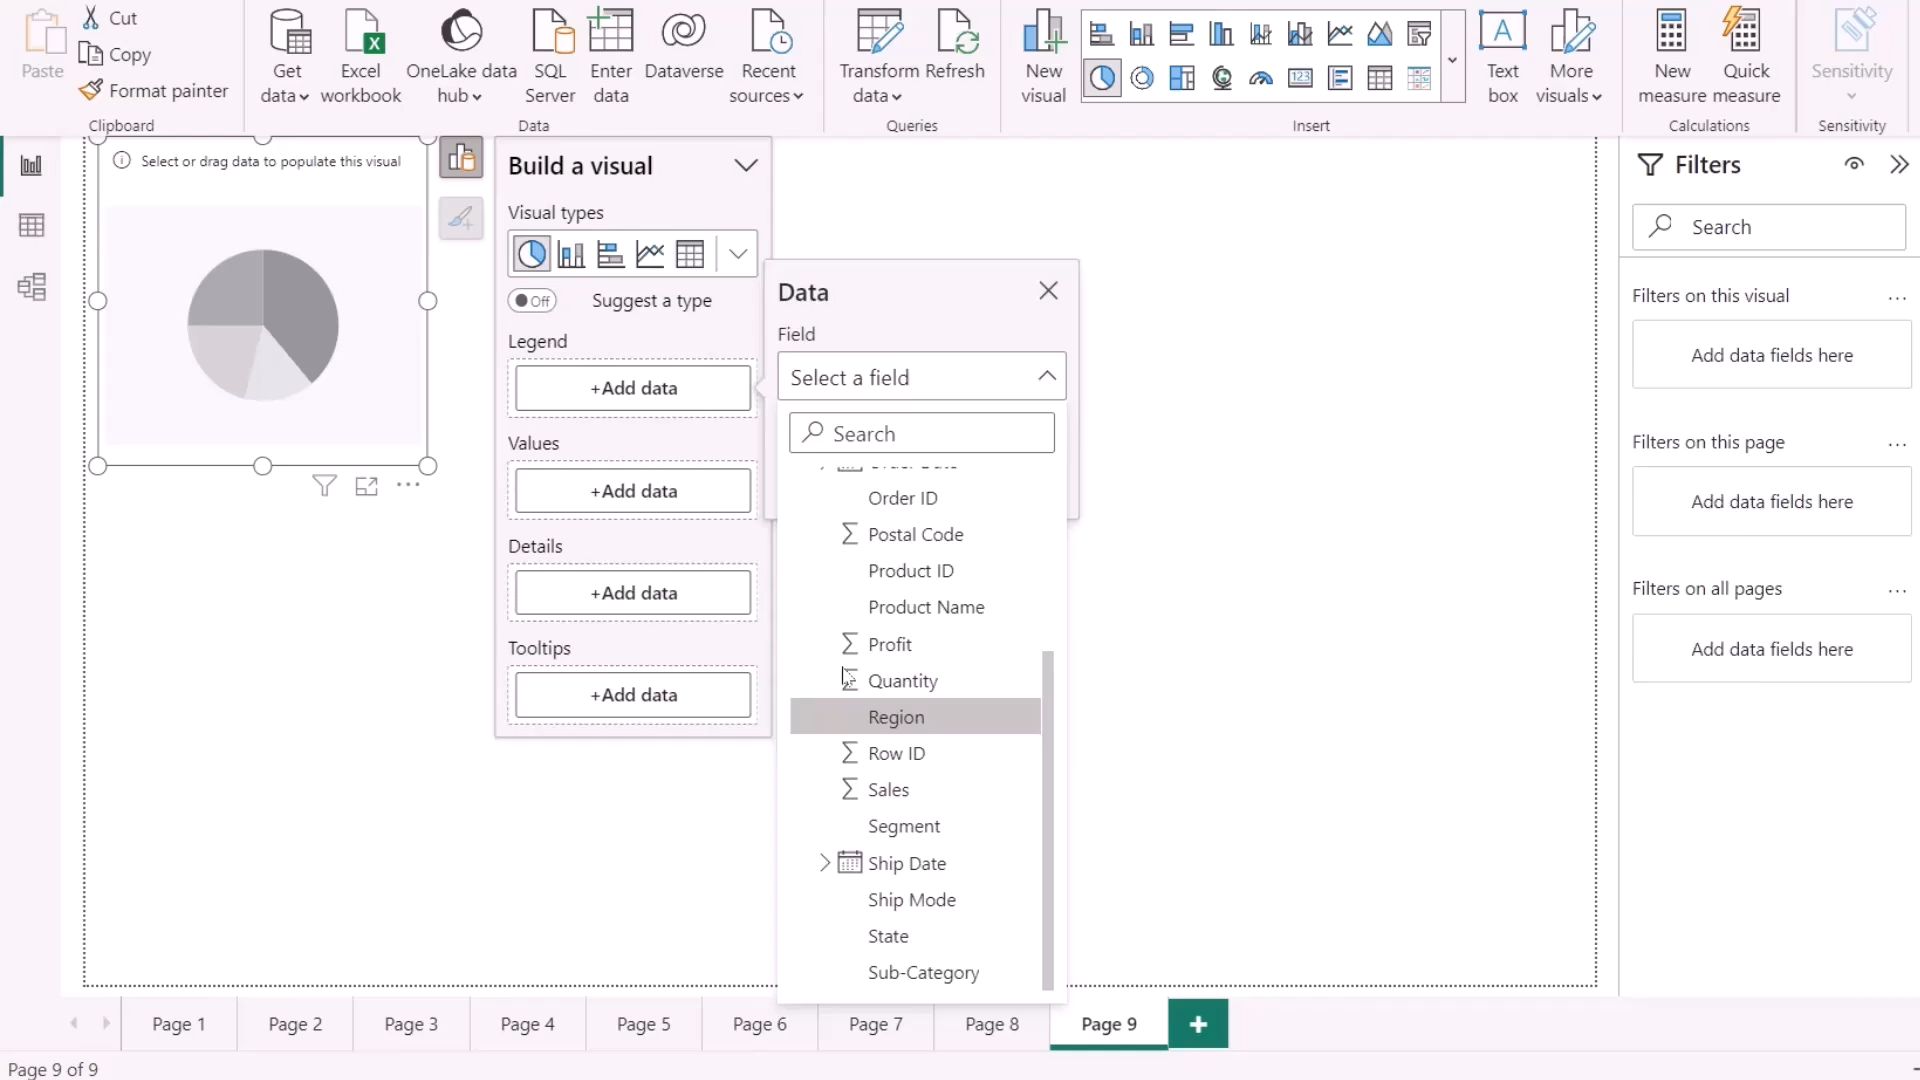 Cut
Copy
Format painter
Paste
Clipboard
Get data
Excel workbook
OneLake data hub
SQL Server
Enter data
Dataverse
Recent sources
Data
Transform data
Refresh
Queries
New visual
123
A
Text box
More visuals
Insert
New measure
Quick measure
Calculations
Sensitivity
Sensitivity
Select or drag data to populate this visual
Build a visual
Visual types
Off
Suggest a type
Legend
+Add data
Values
+Add data
Details
+Add data
Tooltips
+Add data
Data
Field
Select a field
Search
Order ID
Postal Code
Product ID
Product Name
Profit
Quantity
Region
Row ID
Sales
Segment
Ship Date
Ship Mode
State
Sub-Category
Filters
Search
Filters on this visual
Add data fields here
Filters on this page
Add data fields here
Filters on all pages
Add data fields here
Page 1
Page 2
Page 3
Page 4
Page 5
Page 6
Page 7
Page 8
Page 9
Page 9 of 9